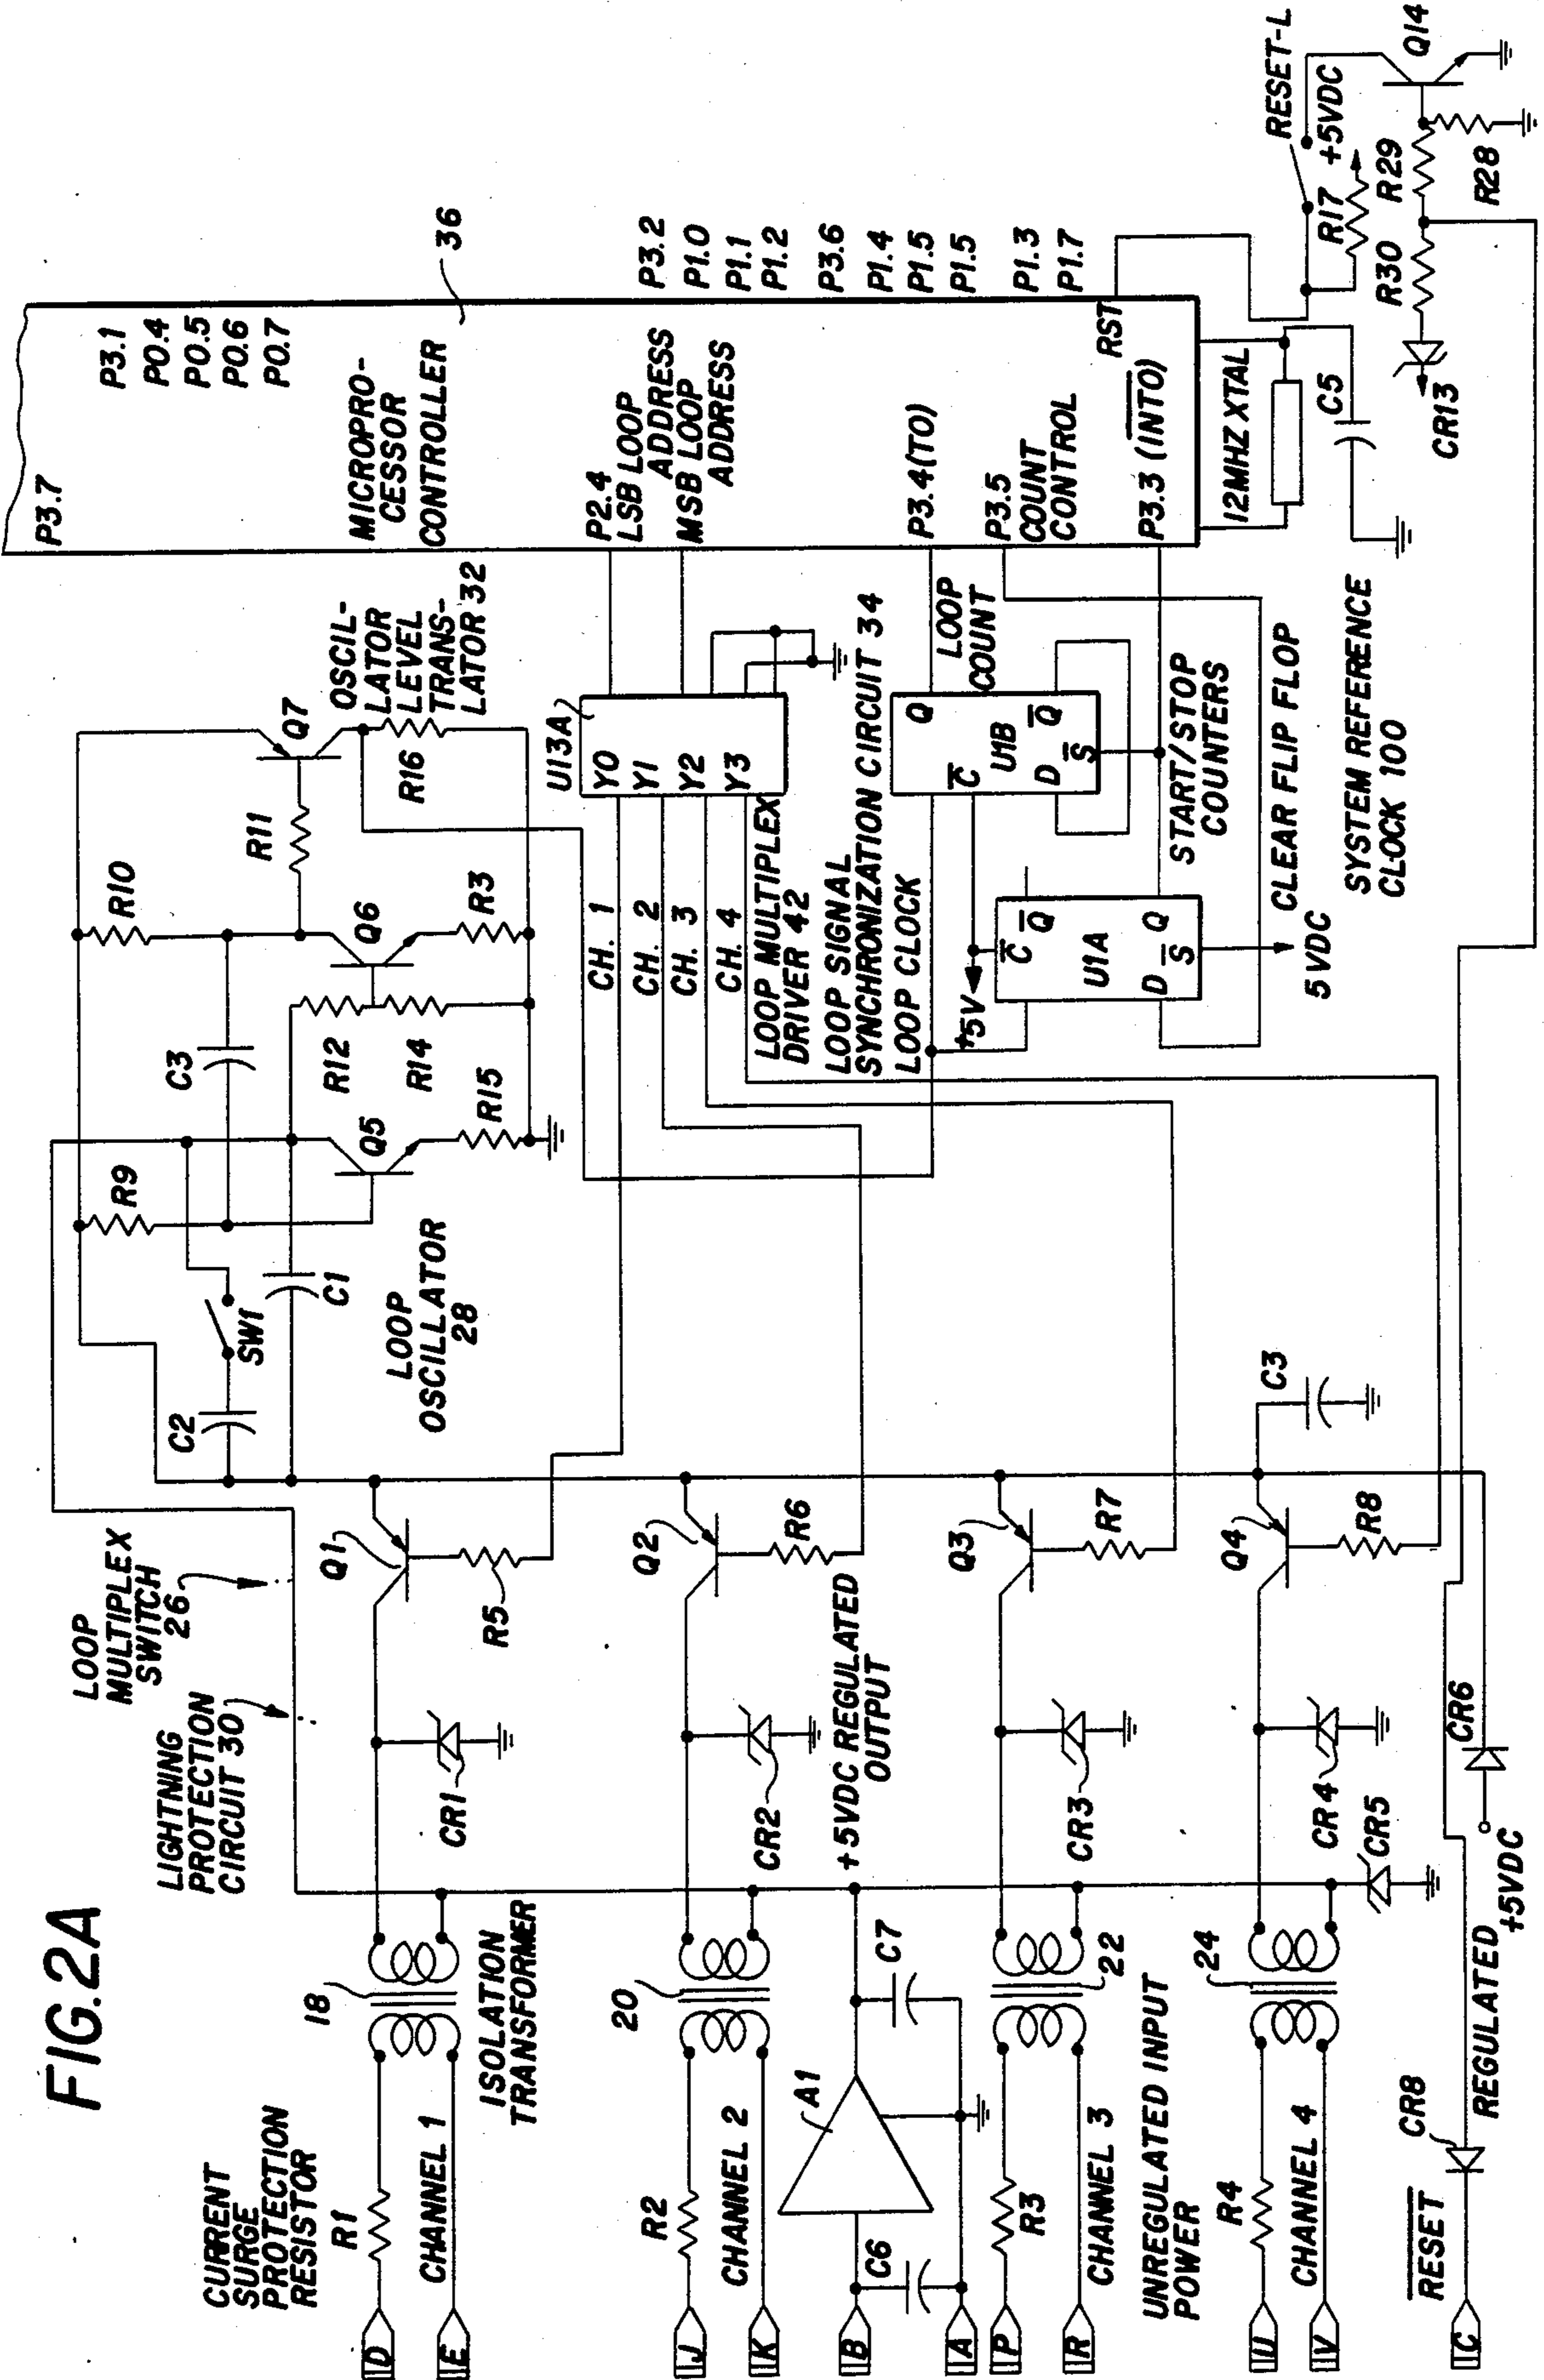 FIG. 2A
CURRENT
SURGE
PROTECTION
RESISTOR
R1
D
E
CHANNEL 1
18
ISOLATION
TRANSFORMER
LIGHTNING
PROTECTION
CIRCUIT 30
LOOP
MULTIPLEX
SWITCH
26
CR1
Q1
R5
J
K
R2
CHANNEL 2
20
CR2
Q2
R6
B
A
C6
A1
C7
+5VDC REGULATED
OUTPUT
P
R
R3
CHANNEL 3
22
CR3
Q3
R7
UNREGULATED INPUT
POWER
U
V
R4
CHANNEL 4
24
CR4
CR5
Q4
R8
C3
RESET
C
CR8
REGULATED
+5VDC
CR6
C2
SW1
C1
LOOP
OSCILLATOR
28
R9
C3
Q5
R15
R12
R14
R10
Q6
R3
R11
Q7
R16
OSCIL-
LATOR
LEVEL
TRANS-
LATOR 32
CH. 1
CH. 2
CH. 3
CH. 4
U13A
Y0
Y1
Y2
Y3
LOOP MULTIPLEX
DRIVER 42
LOOP SIGNAL
SYNCHRONIZATION CIRCUIT 34
LOOP CLOCK
LOOP
COUNT
+5V
C
Q
U1A
D
Q
S
5VDC
Q
C
U1B
D
Q
S
START/STOP
COUNTERS
CLEAR FLIP FLOP
SYSTEM REFERENCE
CLOCK 100
P3.7
P3.1
P0.4
P0.5
P0.6
P0.7
MICROPRO-
CESSOR
CONTROLLER
36
P2.4
LSB LOOP
ADDRESS
MSB LOOP
ADDRESS
P3.4(T0)
P3.5
COUNT
CONTROL
P3.3 (INT0)
RST
P3.2
P1.0
P1.1
P1.2
P3.6
P1.4
P1.5
P1.5
P1.3
P1.7
12MHZ XTAL
C5
RESET-L
R17
+5VDC
R30
R29
R28
CR13
Q14